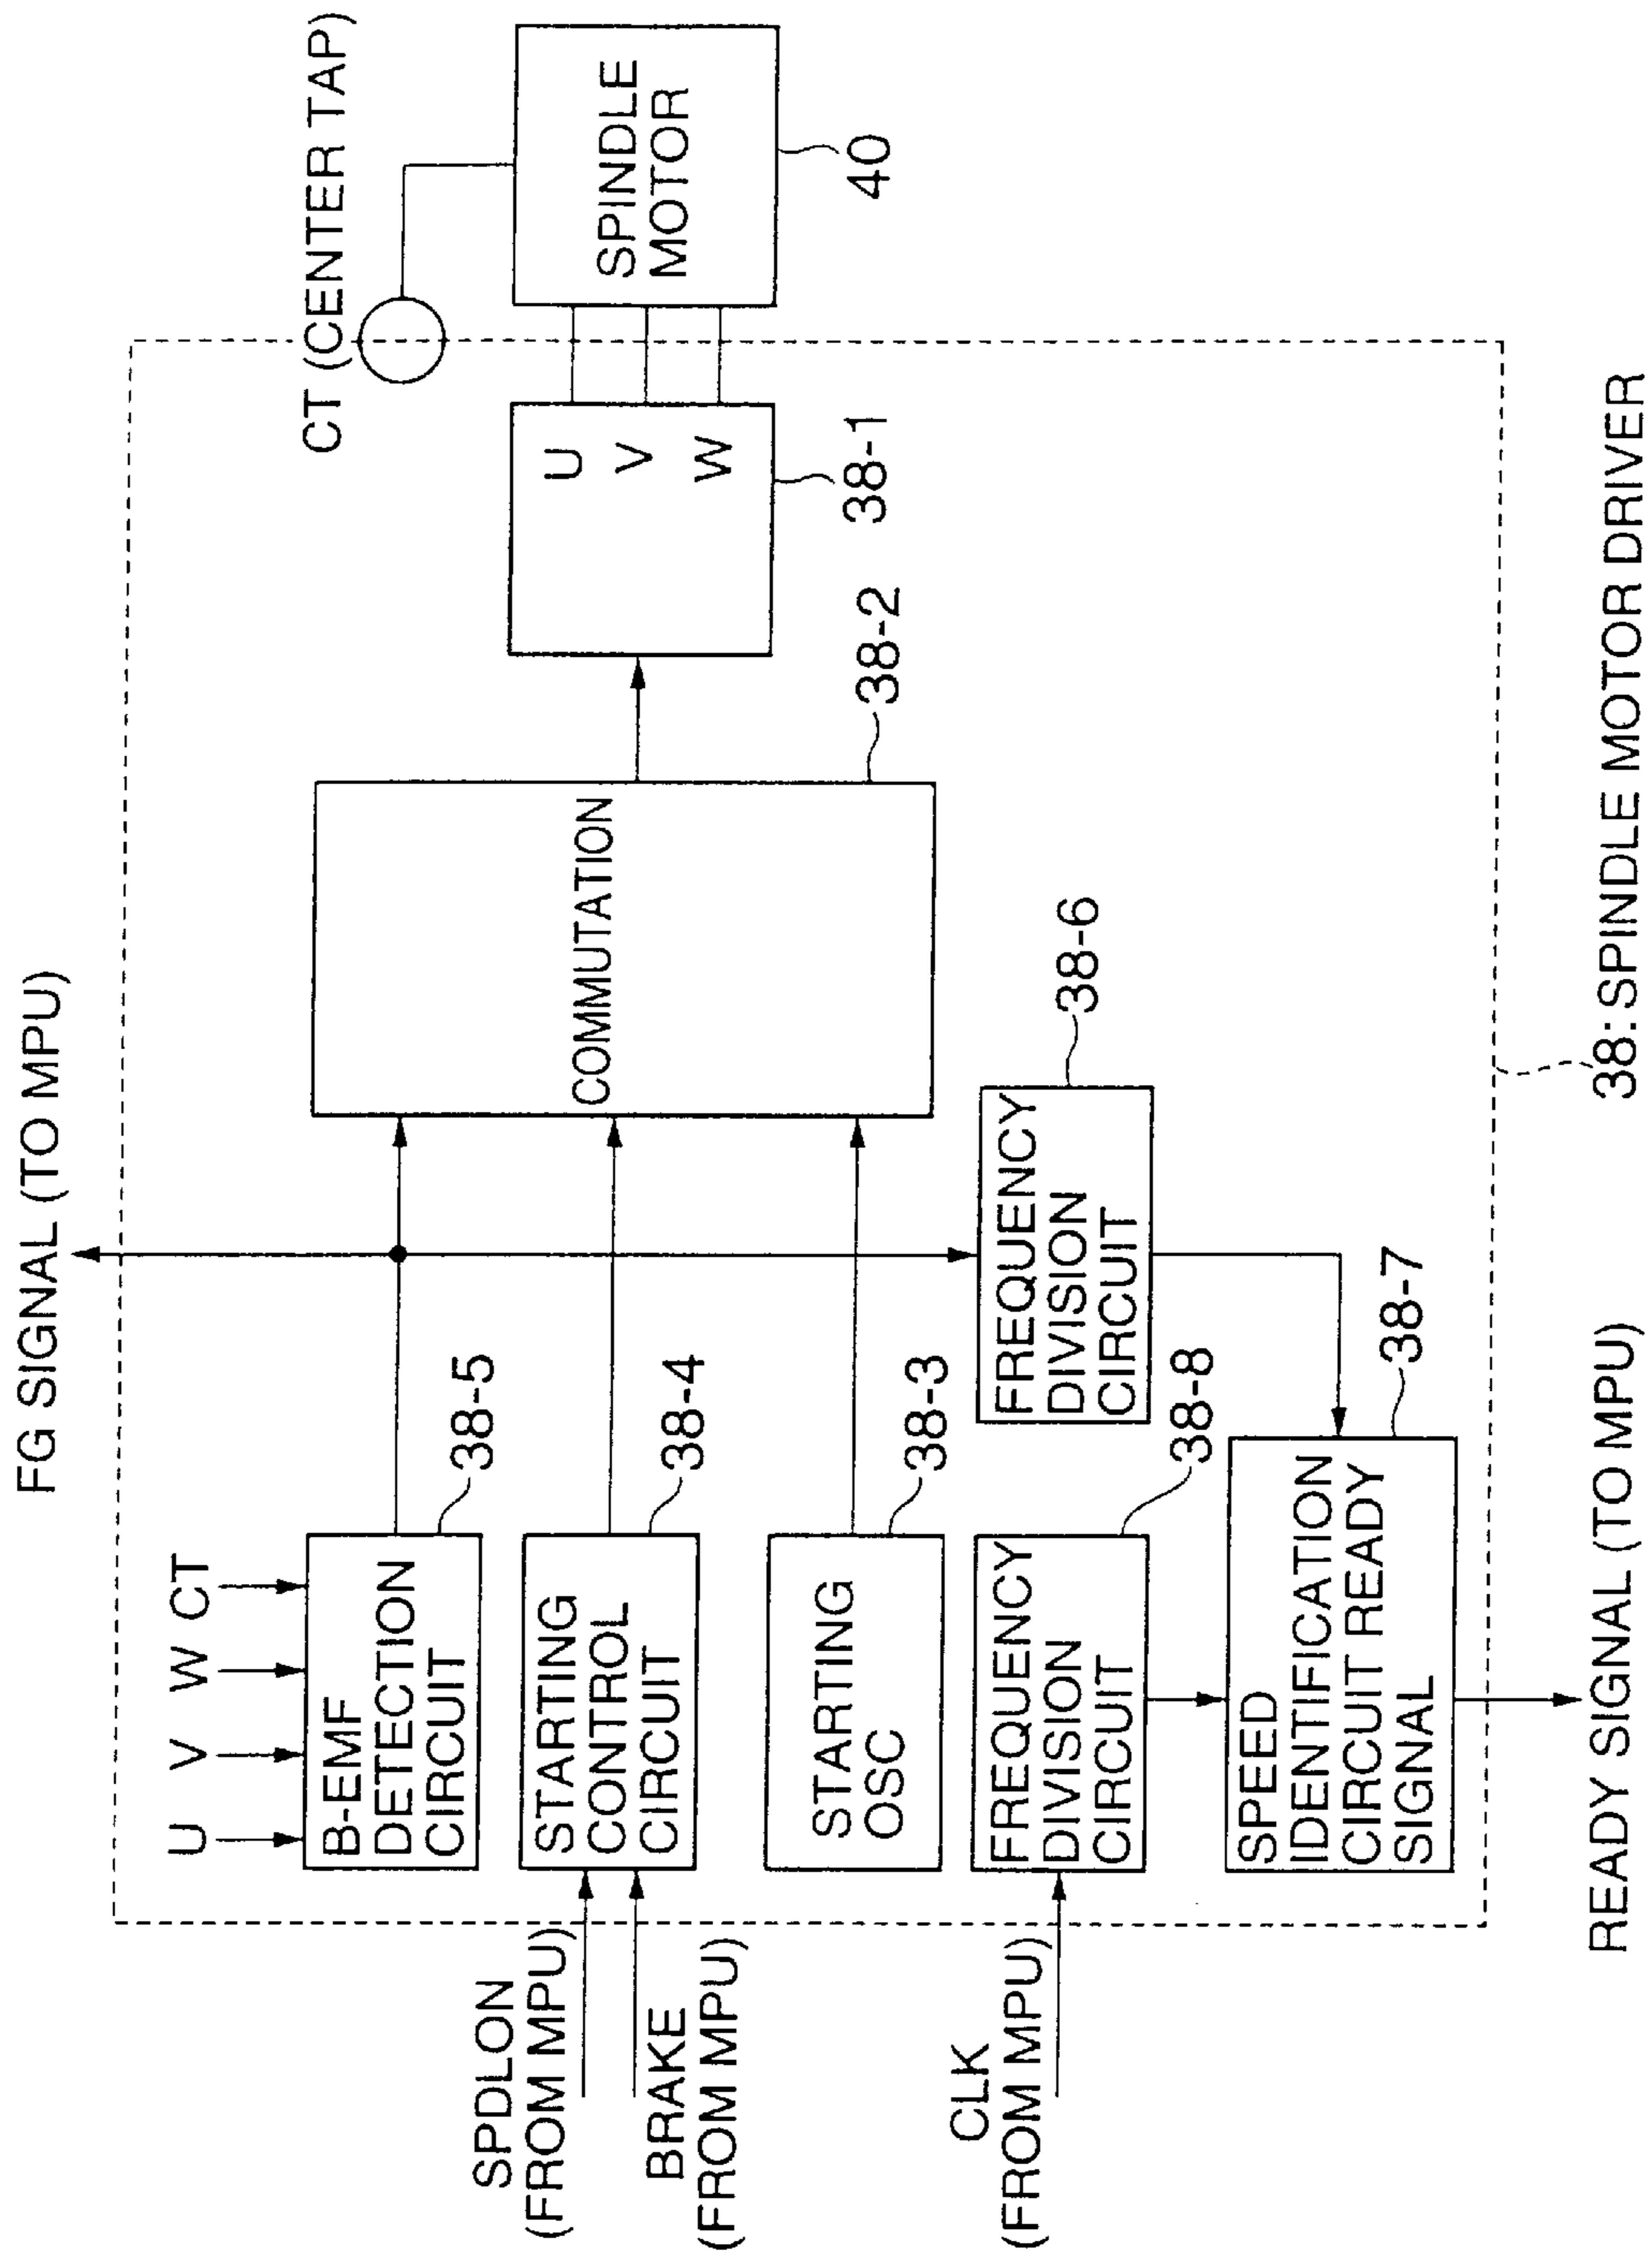 FG SIGNAL (TO MPU)
CT (CENTER TAP)
U
V
W
CT
B-EMF
DETECTION
CIRCUIT
38-5
SPDLON
(FROM MPU)
BRAKE
(FROM MPU)
STARTING
CONTROL
CIRCUIT
38-4
STARTING
OSC
38-3
COMMUTATION
38-2
U
V
W
38-1
SPINDLE
MOTOR
40
CLK
(FROM MPU)
FREQUENCY
DIVISION
CIRCUIT
38-8
FREQUENCY
DIVISION
CIRCUIT
38-6
SPEED
IDENTIFICATION
CIRCUIT READY
SIGNAL
38-7
READY SIGNAL (TO MPU)
38:SPINDLE MOTOR DRIVER